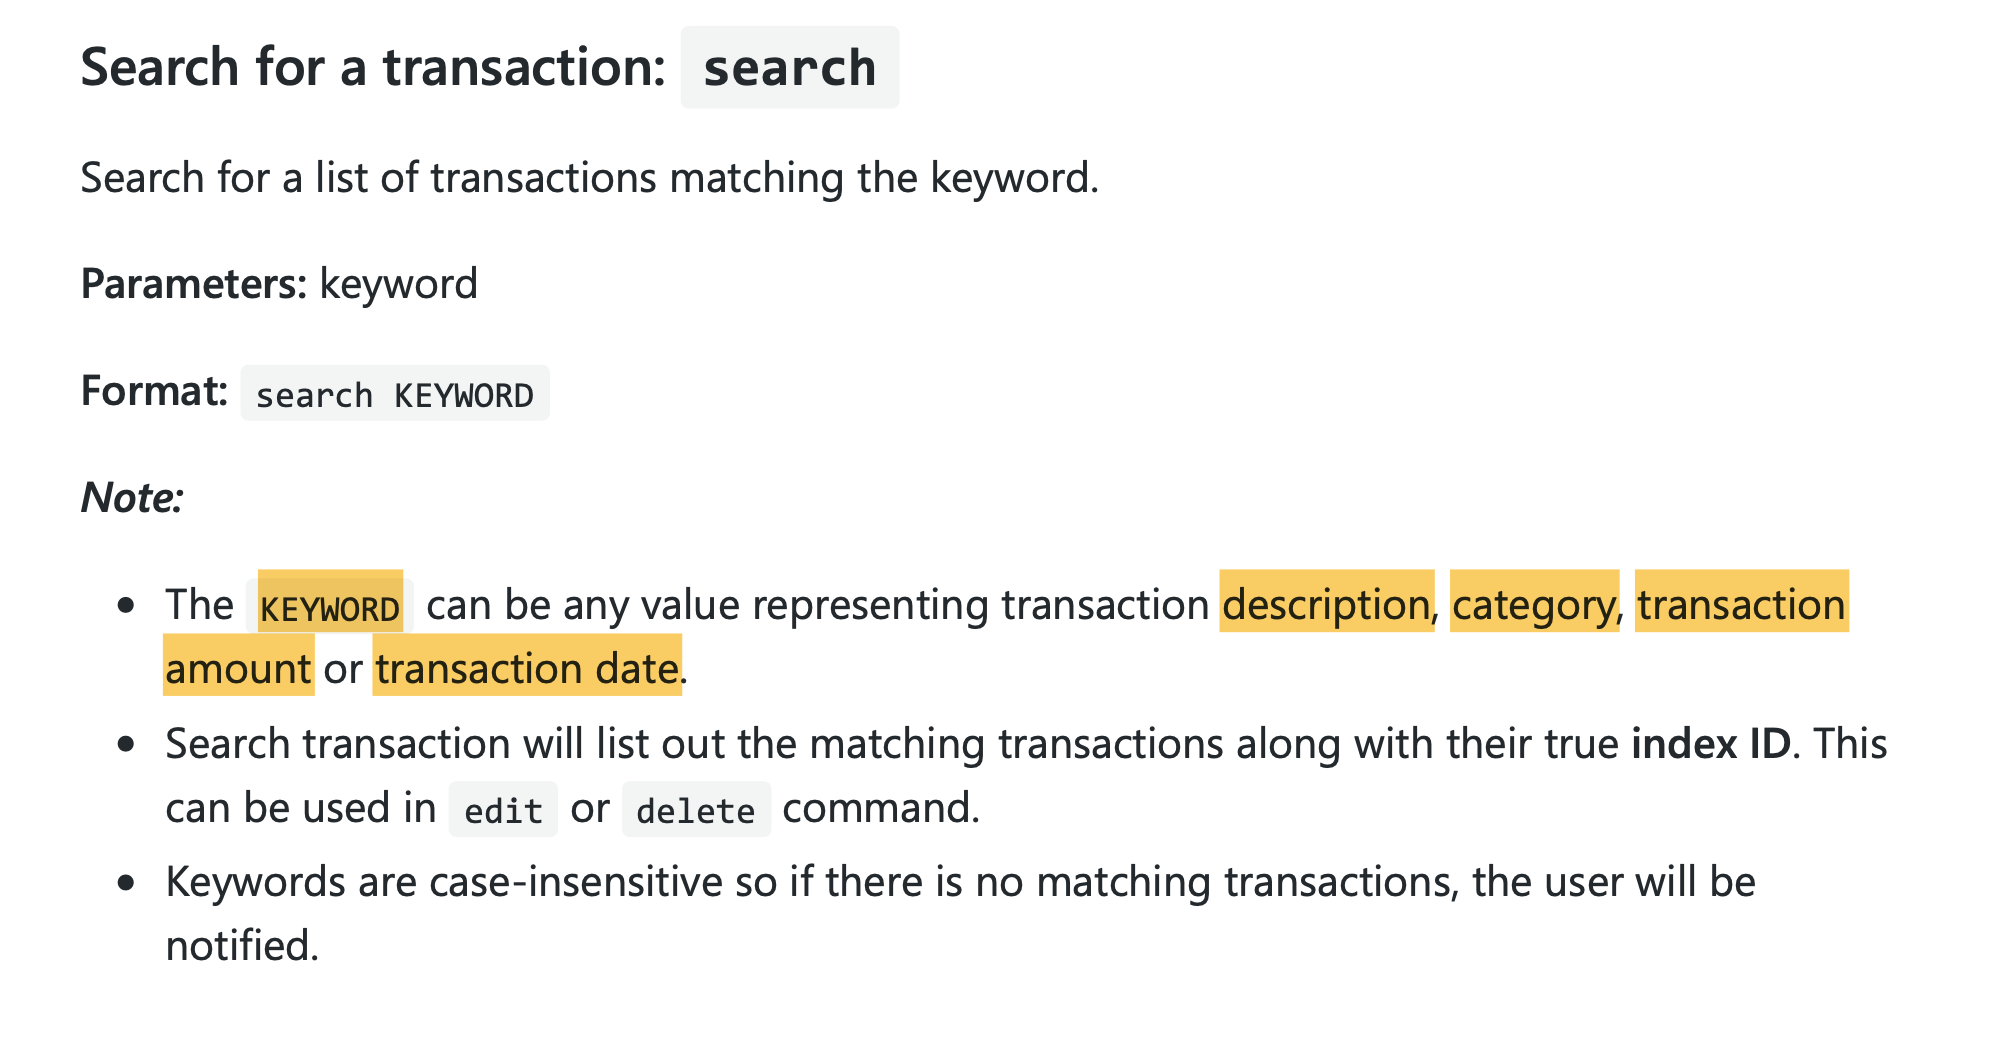 Search for a transaction: search
Search for a list of transactions matching the keyword.
Parameters: keyword
Format: search KEYWORD
Note:
• The KEYWORD can be any value representing transaction description, category, transaction
amount or transaction date.
• Search transaction will list out the matching transactions along with their true index ID. This
can be used in edit or delete command.
• Keywords are case-insensitive so if there is no matching transactions, the user will be
notified.